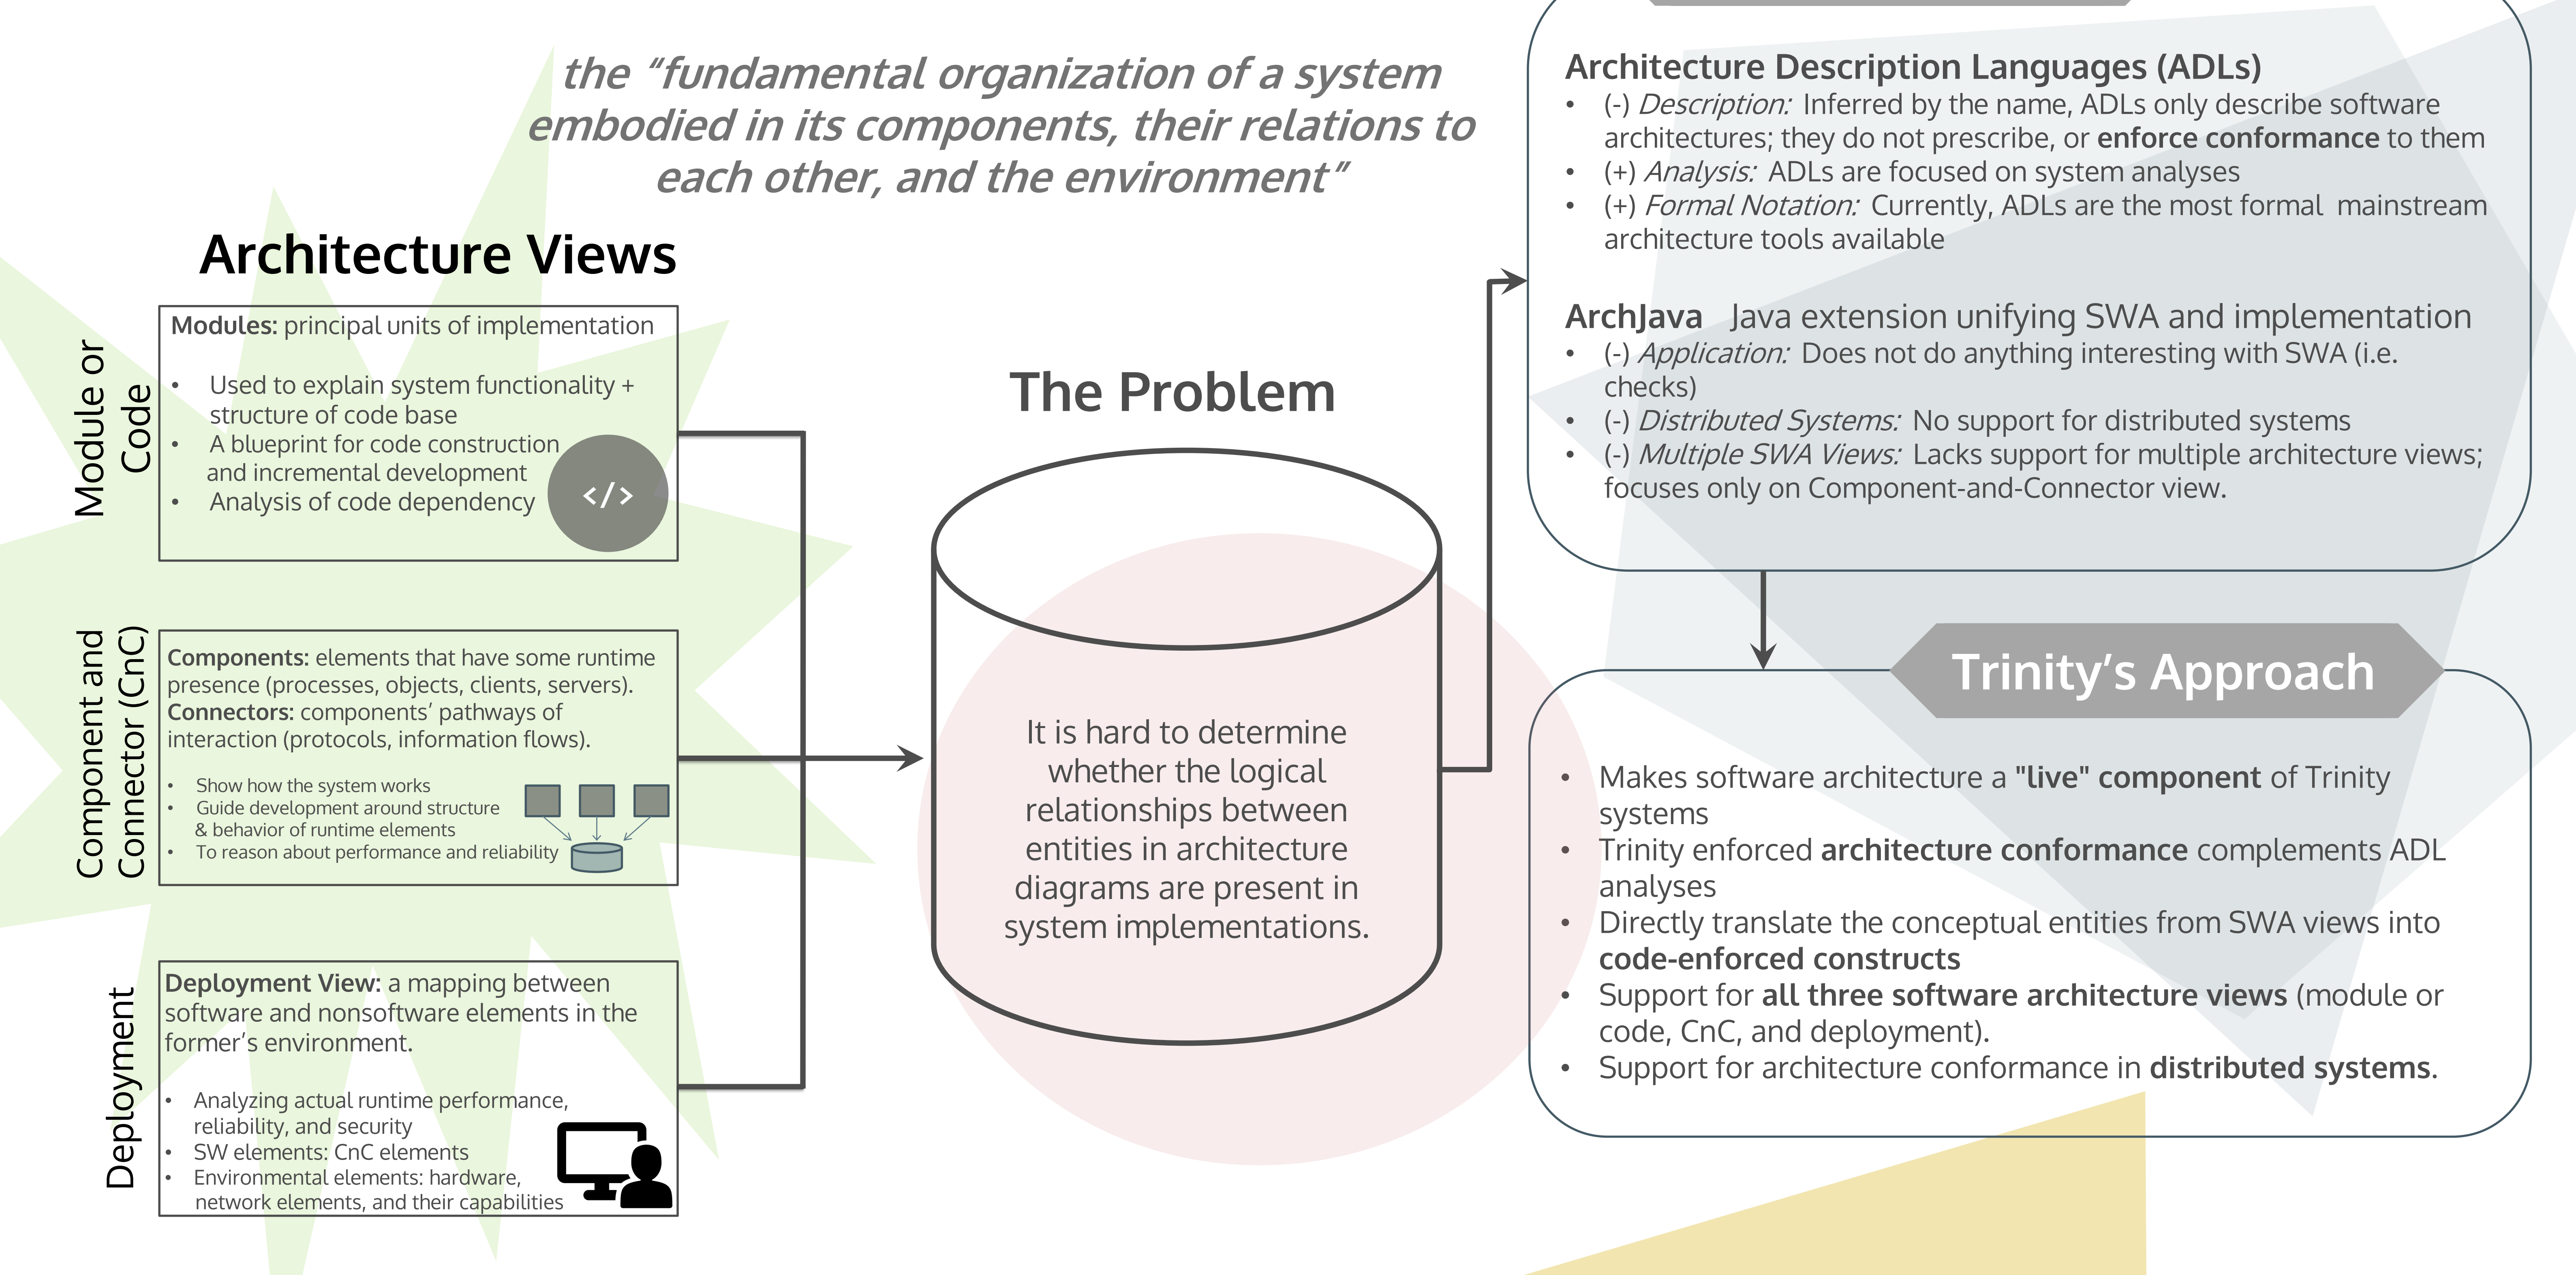 the “fundamental organization of a system
embodied in its components, their relations to
each other, and the environment”
Architecture Views
Module or
Code
Modules: principal units of implementation
• Used to explain system functionality +
structure of code base
• A blueprint for code construction
and incremental development
• Analysis of code dependency
</>
Component and
Connector (CnC)
Components: elements that have some runtime
presence (processes, objects, clients, servers).
Connectors: components’ pathways of
interaction (protocols, information flows).
• Show how the system works
• Guide development around structure
& behavior of runtime elements
• To reason about performance and reliability
Deployment
Deployment View: a mapping between
software and nonsoftware elements in the
former’s environment.
• Analyzing actual runtime performance,
reliability, and security
• SW elements: CnC elements
• Environmental elements: hardware,
network elements, and their capabilities
The Problem
It is hard to determine
whether the logical
relationships between
entities in architecture
diagrams are present in
system implementations.
Architecture Description Languages (ADLs)
• (-) Description: Inferred by the name, ADLs only describe software
architectures; they do not prescribe, or enforce conformance to them
• (+) Analysis: ADLs are focused on system analyses
• (+) Formal Notation: Currently, ADLs are the most formal mainstream
architecture tools available
ArchJava Java extension unifying SWA and implementation
• (-) Application: Does not do anything interesting with SWA (i.e.
checks)
• (-) Distributed Systems: No support for distributed systems
• (-) Multiple SWA Views: Lacks support for multiple architecture views;
focuses only on Component-and-Connector view.
Trinity’s Approach
• Makes software architecture a "live" component of Trinity
systems
• Trinity enforced architecture conformance complements ADL
analyses
• Directly translate the conceptual entities from SWA views into
code-enforced constructs
• Support for all three software architecture views (module or
code, CnC, and deployment).
• Support for architecture conformance in distributed systems.